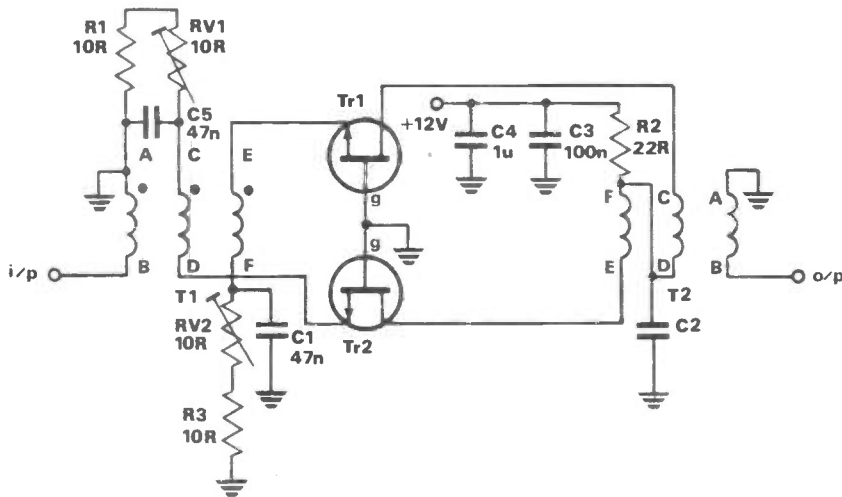 R1
10R
RV1
10R
C5
47n
A
C
E
B
D
F
i/p
T1
RV2
10R
C1
47n
R3
10R
Tr1
g
g
Tr2
+12V
C4
1u
C3
100n
R2
22R
F
C
A
E
D
B
T2
C2
o/p